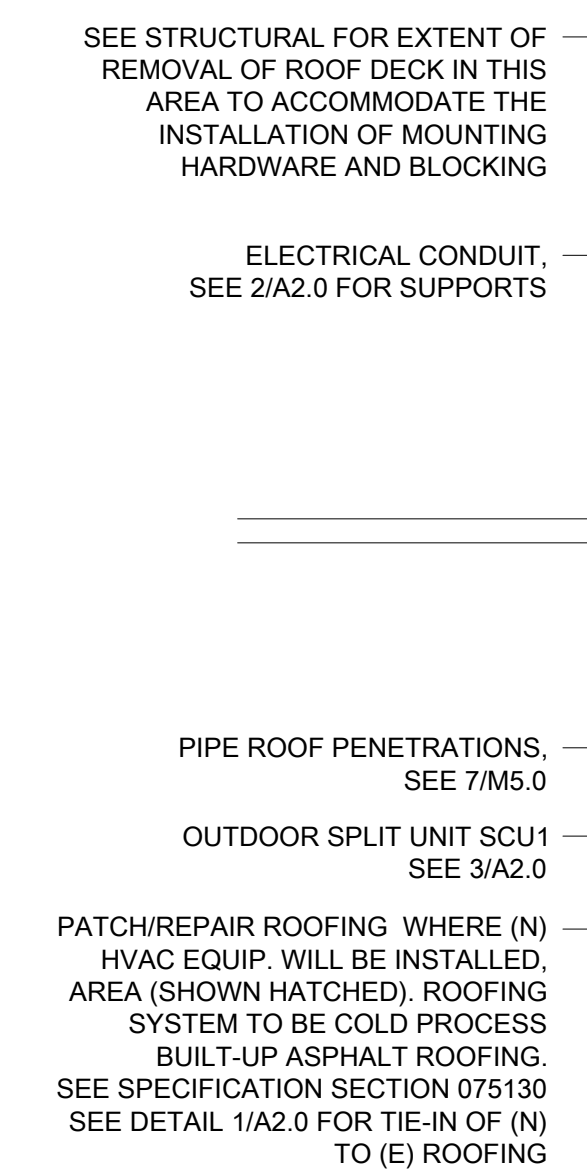 SEE STRUCTURAL FOR EXTENT OF
REMOVAL OF ROOF DECK IN THIS
AREA TO ACCOMMODATE THE
INSTALLATION OF MOUNTING
HARDWARE AND BLOCKING
ELECTRICAL CONDUIT,
SEE 2/A2.0 FOR SUPPORTS
PIPE ROOF PENETRATIONS,
SEE 7/M5.0
OUTDOOR SPLIT UNIT SCU1
SEE 3/A2.0
PATCH/REPAIR ROOFING  WHERE (N)
HVAC EQUIP. WILL BE INSTALLED,
AREA (SHOWN HATCHED). ROOFING
SYSTEM TO BE COLD PROCESS
BUILT-UP ASPHALT ROOFING.
SEE SPECIFICATION SECTION 075130
SEE DETAIL 1/A2.0 FOR TIE-IN OF (N)
TO (E) ROOFING